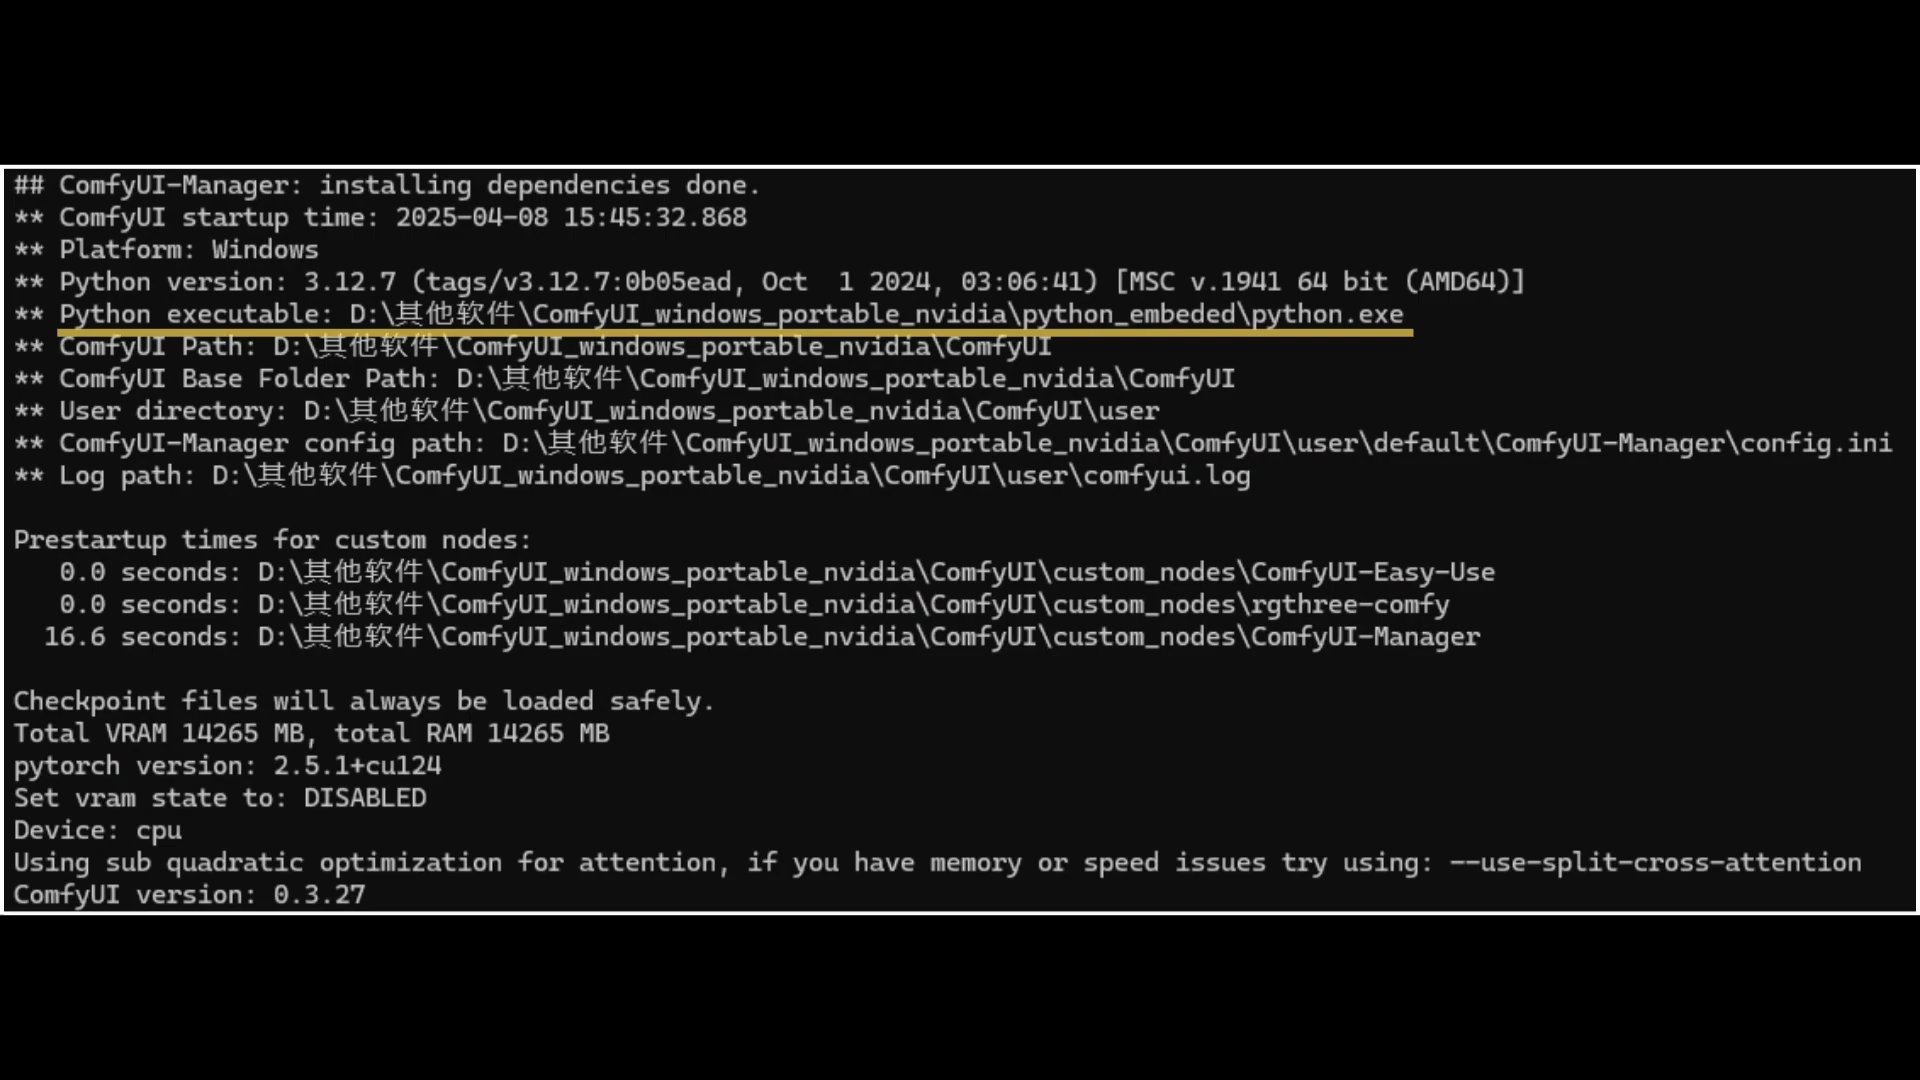 ## ComfyUI-Manager: installing dependencies done.
** ComfyUI startup time: 2025-04-08 15:45:32.868
** Platform: Windows
** Python version: 3.12.7 (tags/v3.12.7:0b05ead, Oct  1 2024, 03:06:41) [MSC v.1941 64 bit (AMD64)]
** Python executable: D:\其他软件\ComfyUI_windows_portable_nvidia\python_embeded\python.exe
** ComfyUI Path: D:\其他软件\ComfyUI_windows_portable_nvidia\ComfyUI
** ComfyUI Base Folder Path: D:\其他软件\ComfyUI_windows_portable_nvidia\ComfyUI
** User directory: D:\其他软件\ComfyUI_windows_portable_nvidia\ComfyUI\user
** ComfyUI-Manager config path: D:\其他软件\ComfyUI_windows_portable_nvidia\ComfyUI\user\default\ComfyUI-Manager\config.ini
** Log path: D:\其他软件\ComfyUI_windows_portable_nvidia\ComfyUI\user\comfyui.log
Prestartup times for custom nodes:
   0.0 seconds: D:\其他软件\ComfyUI_windows_portable_nvidia\ComfyUI\custom_nodes\ComfyUI-Easy-Use
   0.0 seconds: D:\其他软件\ComfyUI_windows_portable_nvidia\ComfyUI\custom_nodes\rgthree-comfy
  16.6 seconds: D:\其他软件\ComfyUI_windows_portable_nvidia\ComfyUI\custom_nodes\ComfyUI-Manager
Checkpoint files will always be loaded safely.
Total VRAM 14265 MB, total RAM 14265 MB
pytorch version: 2.5.1+cu124
Set vram state to: DISABLED
Device: cpu
Using sub quadratic optimization for attention, if you have memory or speed issues try using: --use-split-cross-attention
ComfyUI version: 0.3.27